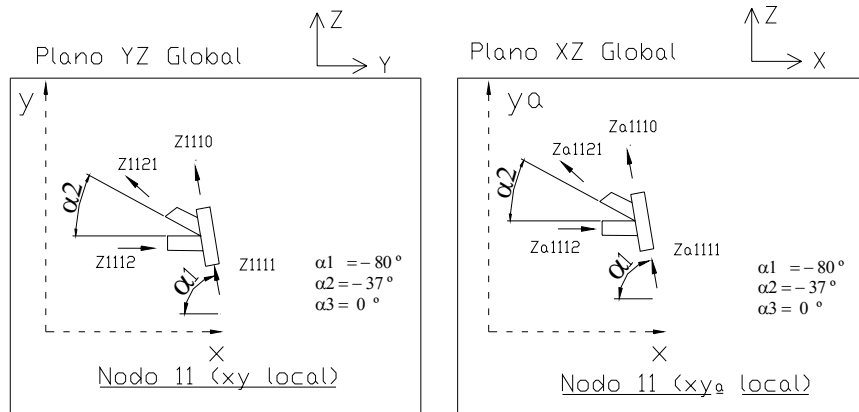 Plano YZ Global
Z
Y
y
Z1110
Z1121
α2
Z1112
Z1111
α1
α1 = − 80 º
α2 = − 37 º
α3 = 0 º
x
Nodo 11 (xy local)
Plano XZ Global
Z
X
ya
Za1110
Za1121
α2
Za1112
Za1111
α1
α1 = − 80 º
α2 = − 37 º
α3 = 0 º
x
Nodo 11 (xya local)